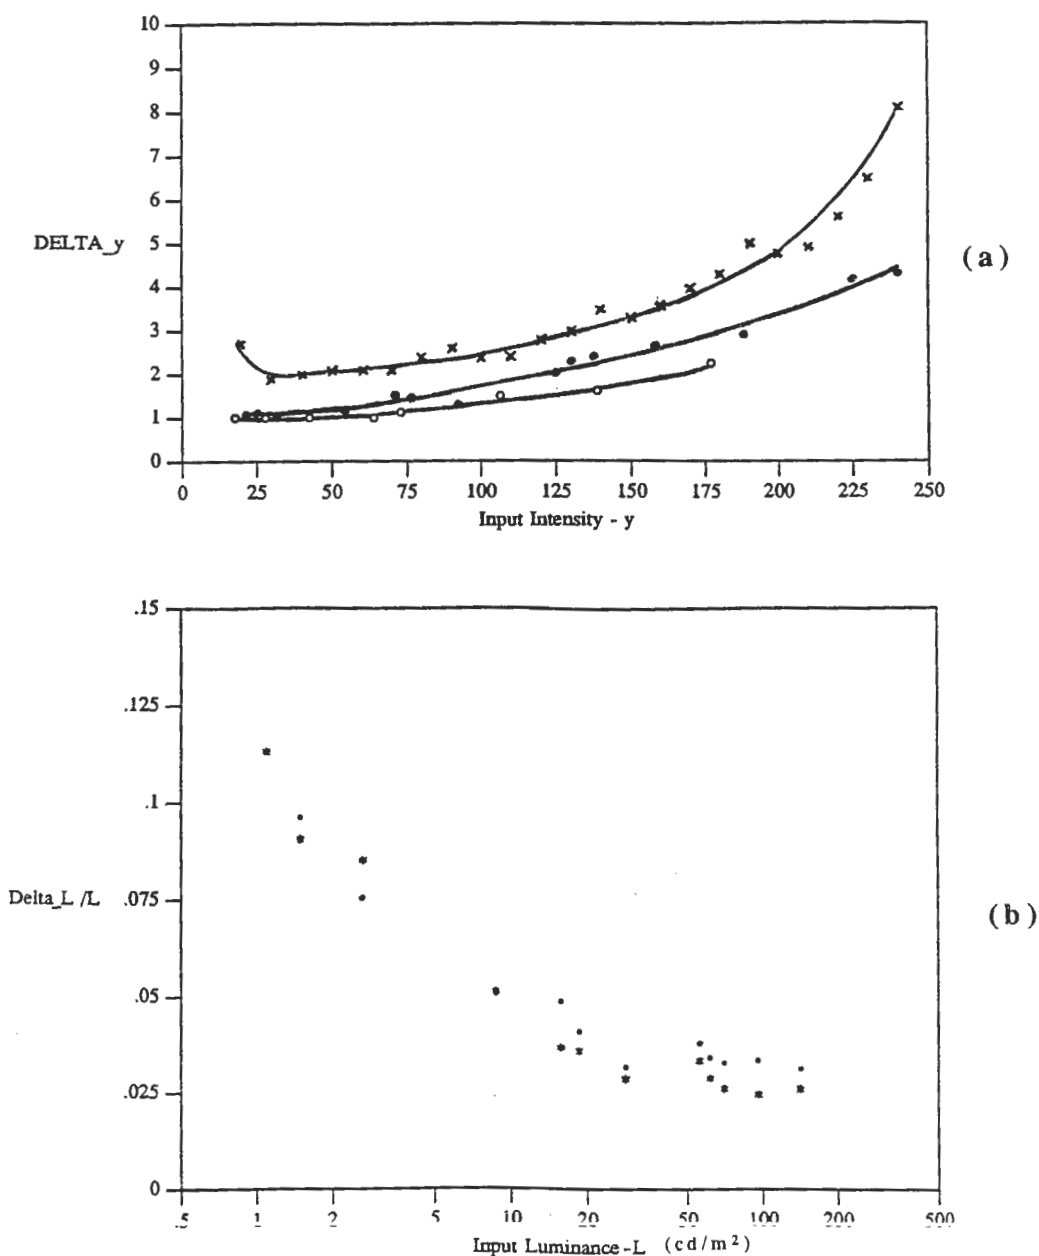 10
9
8
7
6
DELTA_y
5
(a)
4
3
2
1
0
0 25 50 75 100 125 150 175 200 225 250
Input Intensity - y
.15
.125
.1
Delta_L /L
.075
(b)
.05
.025
0
.5 1 2 5 10 20 50 100 200 500
Input Luminance -L (cd/m²)